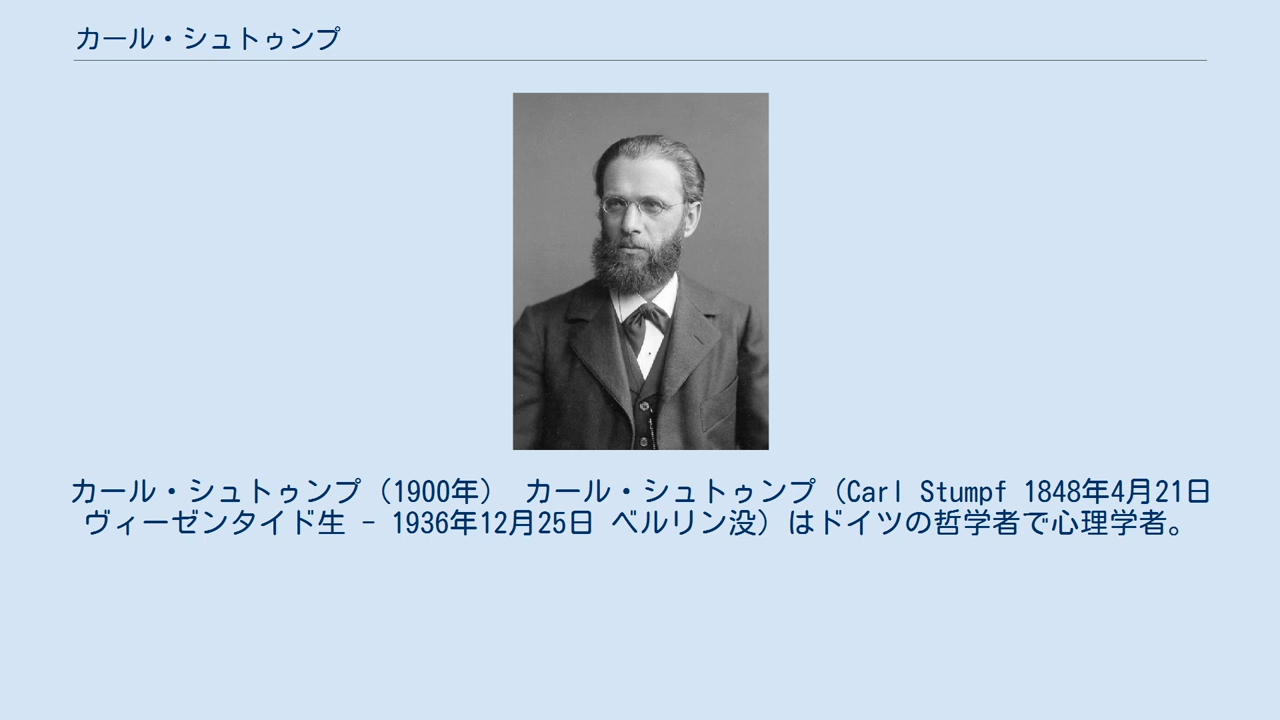 カール・シュトゥンプ
カール・シュトゥンプ（1900年） カール・シュトゥンプ（Carl Stumpf 1848年4月21日
ヴィーゼンタイド生 - 1936年12月25日 ベルリン没）はドイツの哲学者で心理学者。